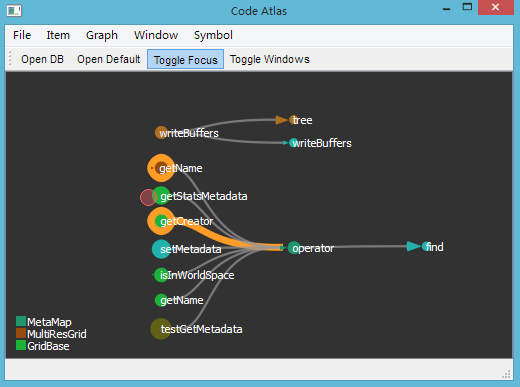 Code Atlas
File Item Graph Window Symbol
Open DB Open Default Toggle Focus Toggle Windows
writeBuffers
tree
writeBuffers
getName
getStatsMetadata
getCreator
setMetadata
operator
find
isInWorldSpace
getName
testGetMetadata
MetaMap
MultiResGrid
GridBase